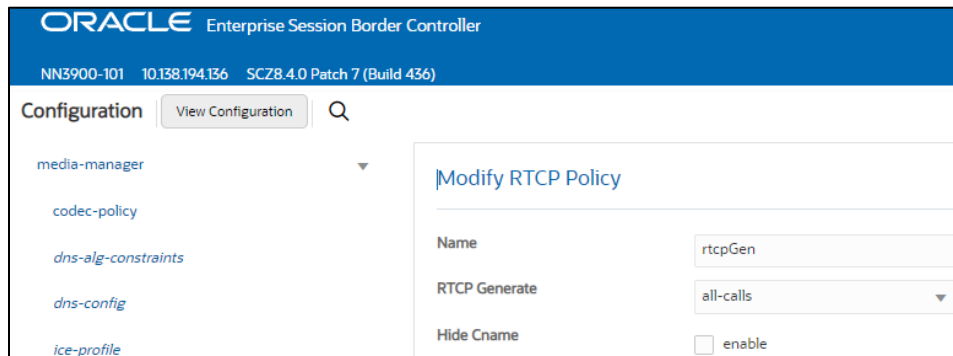 ORACLE Enterprise Session Border Controller
NN3900-101 10.138.194.136 SCZ8.4.0 Patch 7 (Build 436)
Configuration View Configuration
media-manager
Modify RTCP Policy
codec-policy
Name rtcpGen
dns-alg-constraints
RTCP Generate all-calls
dns-config
Hide Cname enable
ice-profile